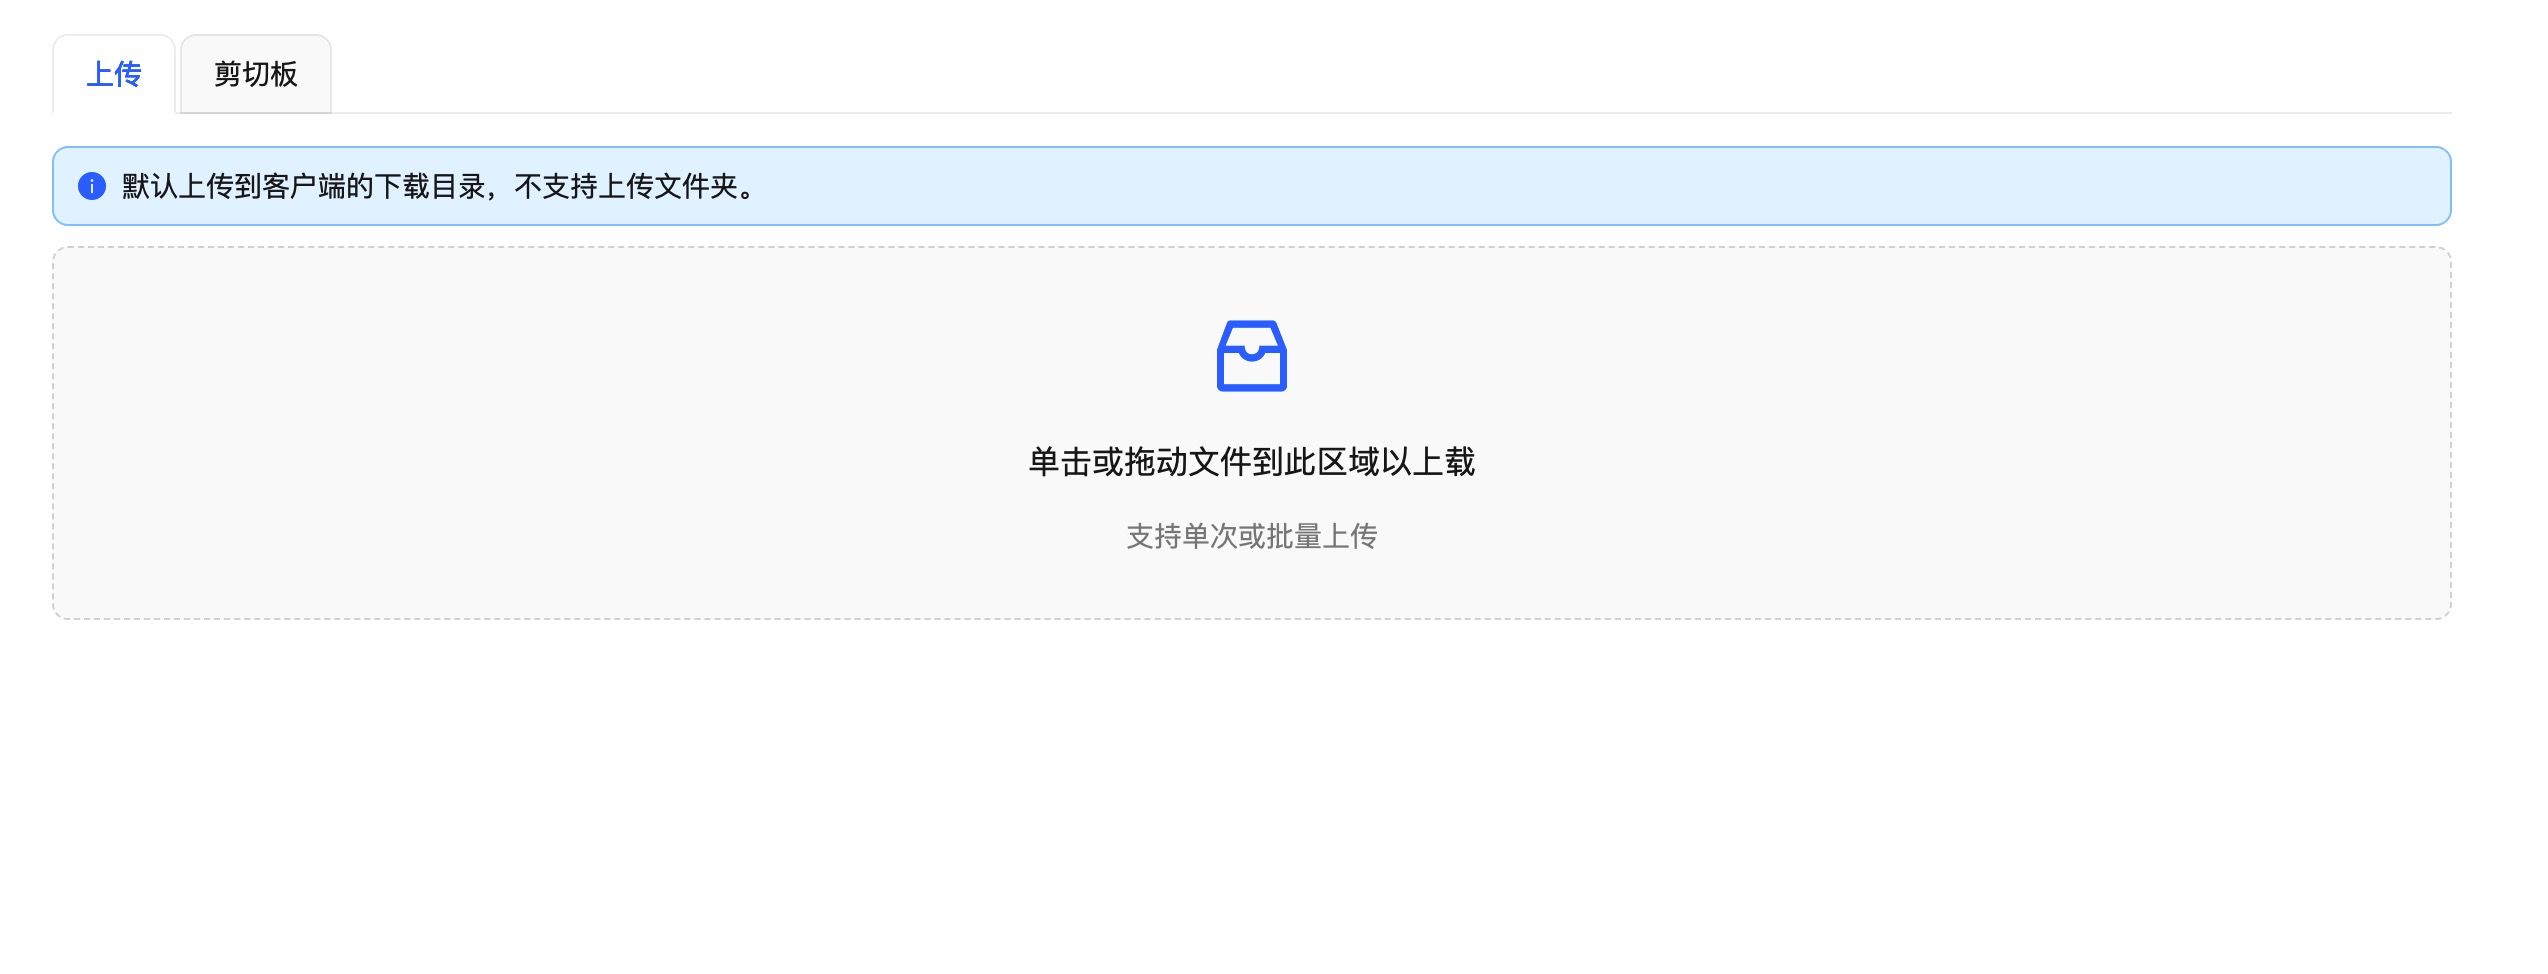 上传
剪切板
默认上传到客户端的下载目录，不支持上传文件夹。
单击或拖动文件到此区域以上载
支持单次或批量上传